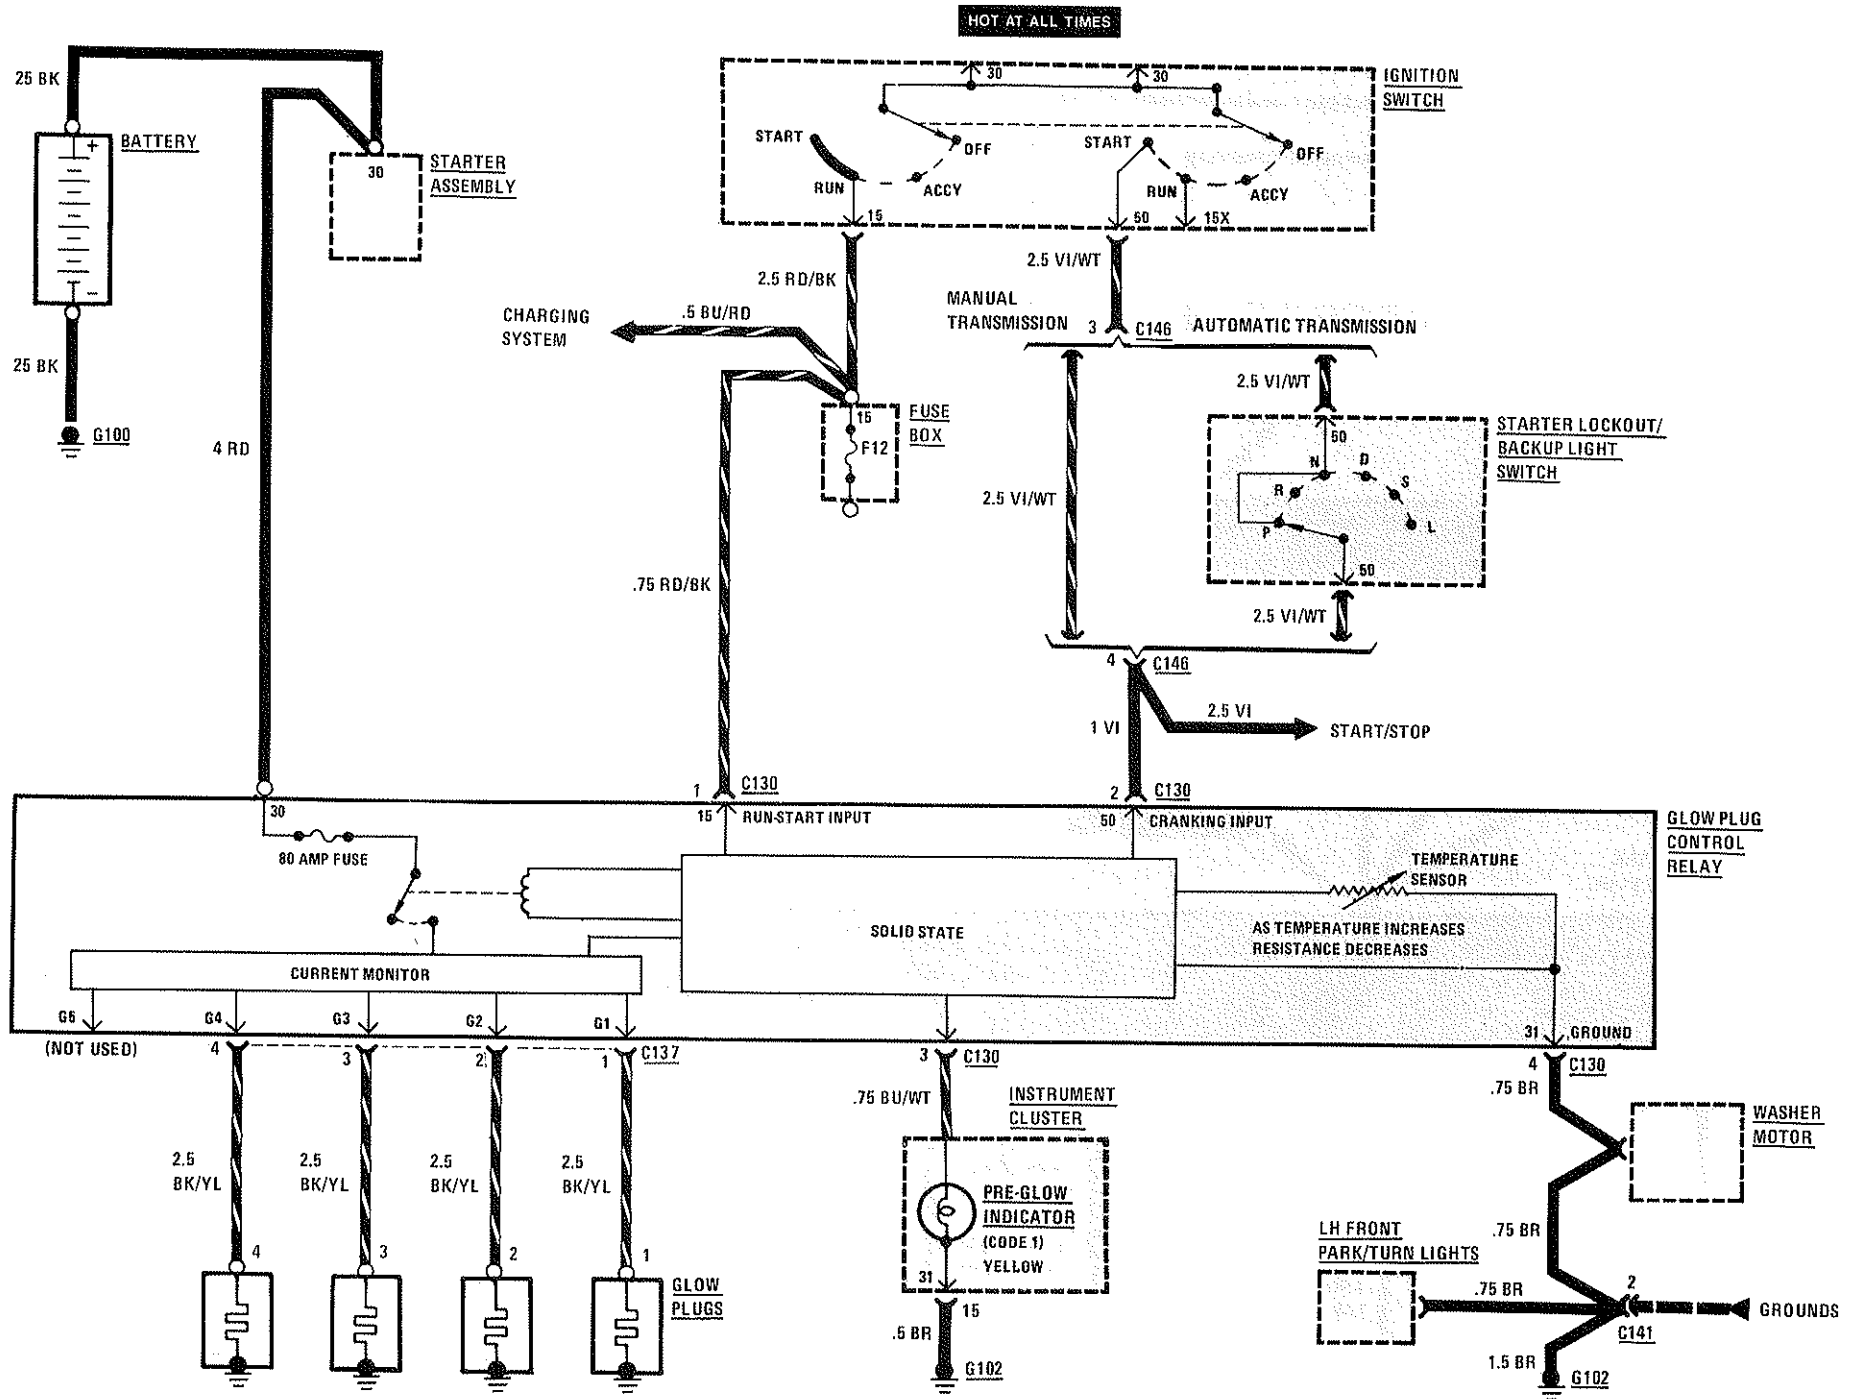 HOT AT ALL TIMES
25 BK
BATTERY
+
−
25 BK
G100
30
STARTER
ASSEMBLY
4 RD
IGNITION
SWITCH
30
30
START
OFF
RUN
ACCY
15
START
OFF
RUN
ACCY
50
15X
2.5 RD/BK
2.5 VI/WT
CHARGING
SYSTEM
.5 BU/RD
MANUAL
TRANSMISSION
3
C146
AUTOMATIC TRANSMISSION
15
F12
FUSE
BOX
2.5 VI/WT
2.5 VI/WT
STARTER LOCKOUT/
BACKUP LIGHT
SWITCH
50
N
D
R
S
P
L
50
2.5 VI/WT
.75 RD/BK
4
C146
1 VI
2.5 VI
START/STOP
1
C130
2
C130
30
80 AMP FUSE
15
RUN-START INPUT
50
CRANKING INPUT
GLOW PLUG
CONTROL
RELAY
TEMPERATURE
SENSOR
SOLID STATE
AS TEMPERATURE INCREASES
RESISTANCE DECREASES
CURRENT MONITOR
G6
G4
G3
G2
G1
31
GROUND
(NOT USED)
4
3
2
1
C137
3
C130
4
C130
.75 BU/WT
INSTRUMENT
CLUSTER
.75 BR
WASHER
MOTOR
2.5
BK/YL
2.5
BK/YL
2.5
BK/YL
2.5
BK/YL
4
3
2
1
GLOW
PLUGS
PRE-GLOW
INDICATOR
(CODE 1)
YELLOW
31
15
.5 BR
G102
.75 BR
LH FRONT
PARK/TURN LIGHTS
.75 BR
2
C141
GROUNDS
1.5 BR
G102